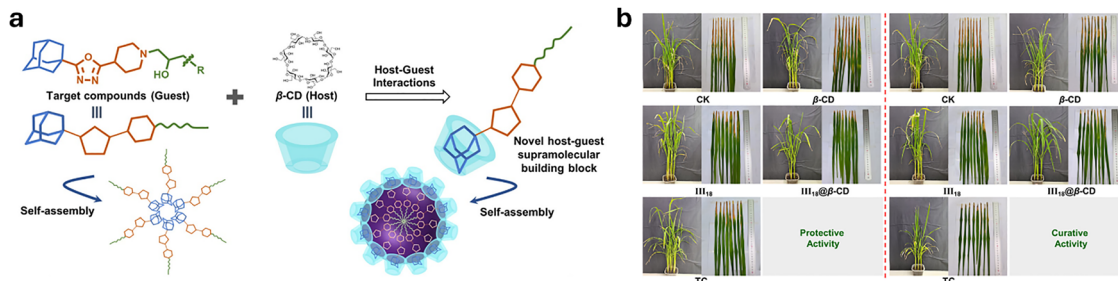 a
b
N
O
N N
N
HO
R
Target compounds (Guest)
β-CD (Host)
Host-Guest
Interactions
Novel host-guest
supramolecular
building block
Self-assembly
Self-assembly
CK
β-CD
CK
β-CD
III18
III18@β-CD
III18
III18@β-CD
Protective
Activity
Curative
Activity
TC
TC